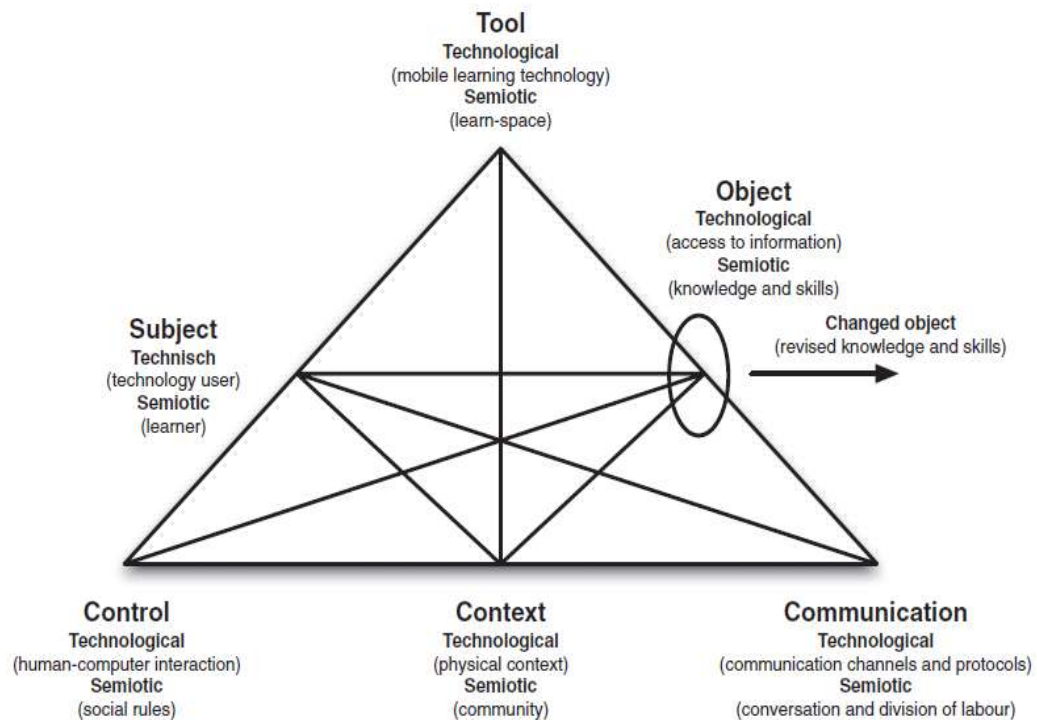 Tool
Technological
(mobile learning technology)
Semiotic
(learn-space)
Object
Technological
(access to information)
Semiotic
(knowledge and skills)
Changed object
(revised knowledge and skills)
Subject
Technisch
(technology user)
Semiotic
(learner)
Control
Technological
(human-computer interaction)
Semiotic
(social rules)
Context
Technological
(physical context)
Semiotic
(community)
Communication
Technological
(communication channels and protocols)
Semiotic
(conversation and division of labour)